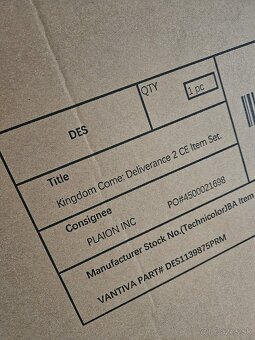 DES
QTY
1 pc
Title
Kingdom Come: Deliverance 2 CE Item Set.
Consignee
PLAION INC PO#4S00021698
Manufacturer Stock No.(Technicolor)BA Item
VANTIVA PART# DES1139875PRM